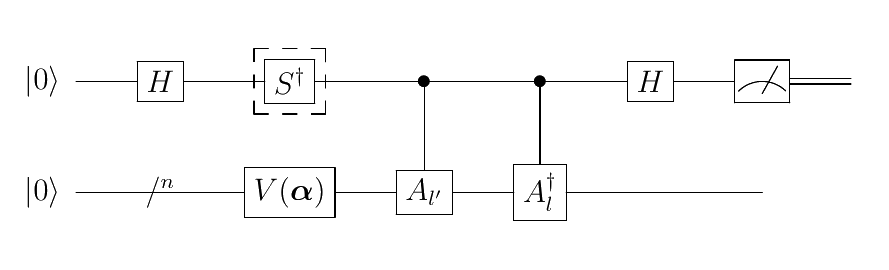 |0⟩ H S† H
|0⟩ n V(α) A_{l'} A_l^†